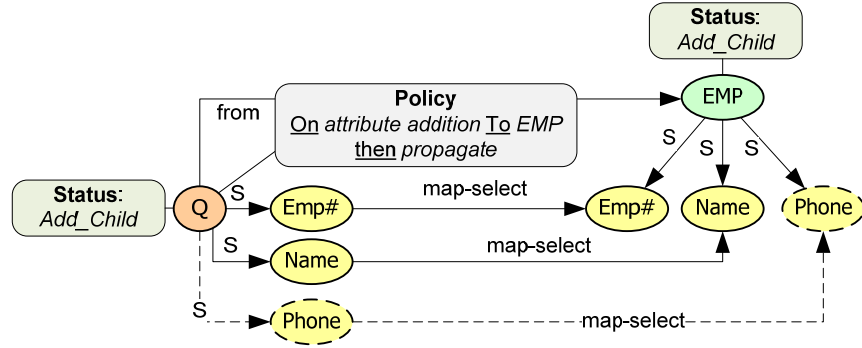 Status:
Add_Child
EMP
Policy
On attribute addition To EMP
then propagate
from
S
S
S
Status:
Add_Child
Q
S
Emp#
map-select
Emp#
Name
Phone
S
Name
map-select
S
Phone
map-select